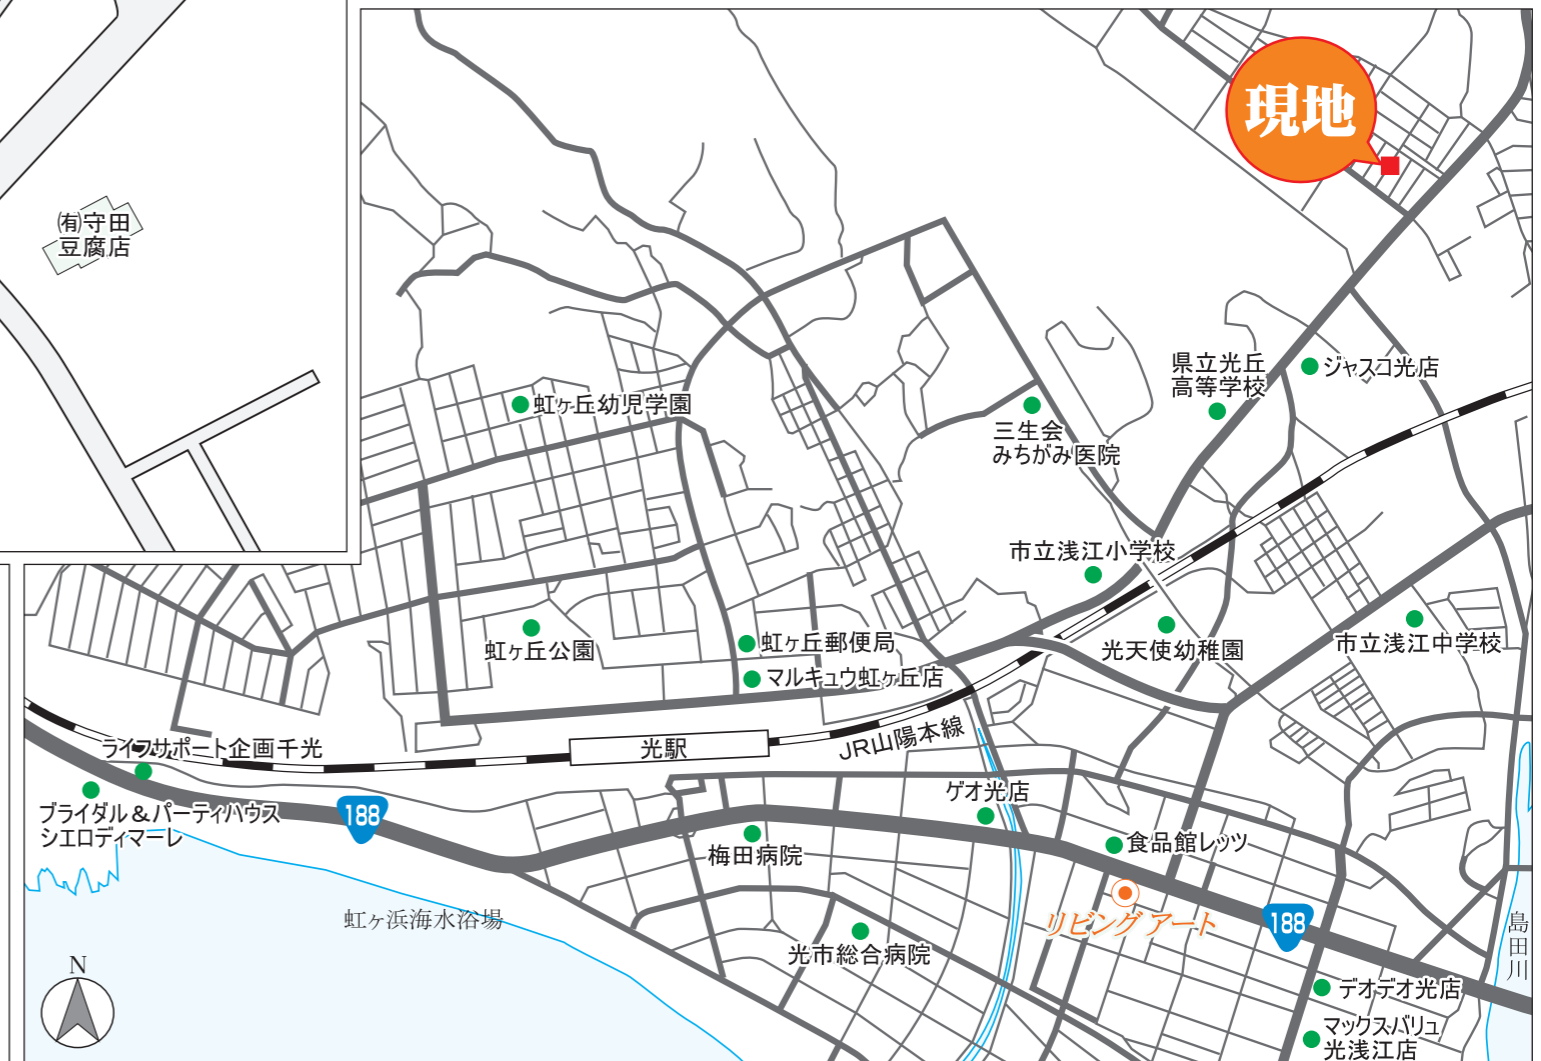 現地
㈲守田
豆腐店
県立光丘
高等学校
ジャスコ光店
虹ヶ丘幼児学園
三生会
みちがみ医院
市立浅江小学校
虹ヶ丘公園
虹ヶ丘郵便局
マルキュウ虹ヶ丘店
光天使幼稚園
市立浅江中学校
ライフサポート企画千光
光駅
JR山陽本線
ブライダル&パーティハウス
シエロディマーレ
188
ゲオ光店
梅田病院
食品館レッツ
虹ヶ浜海水浴場
リビングアート
188
島田川
光市総合病院
N
デオデオ光店
マックスバリュ
光浅江店